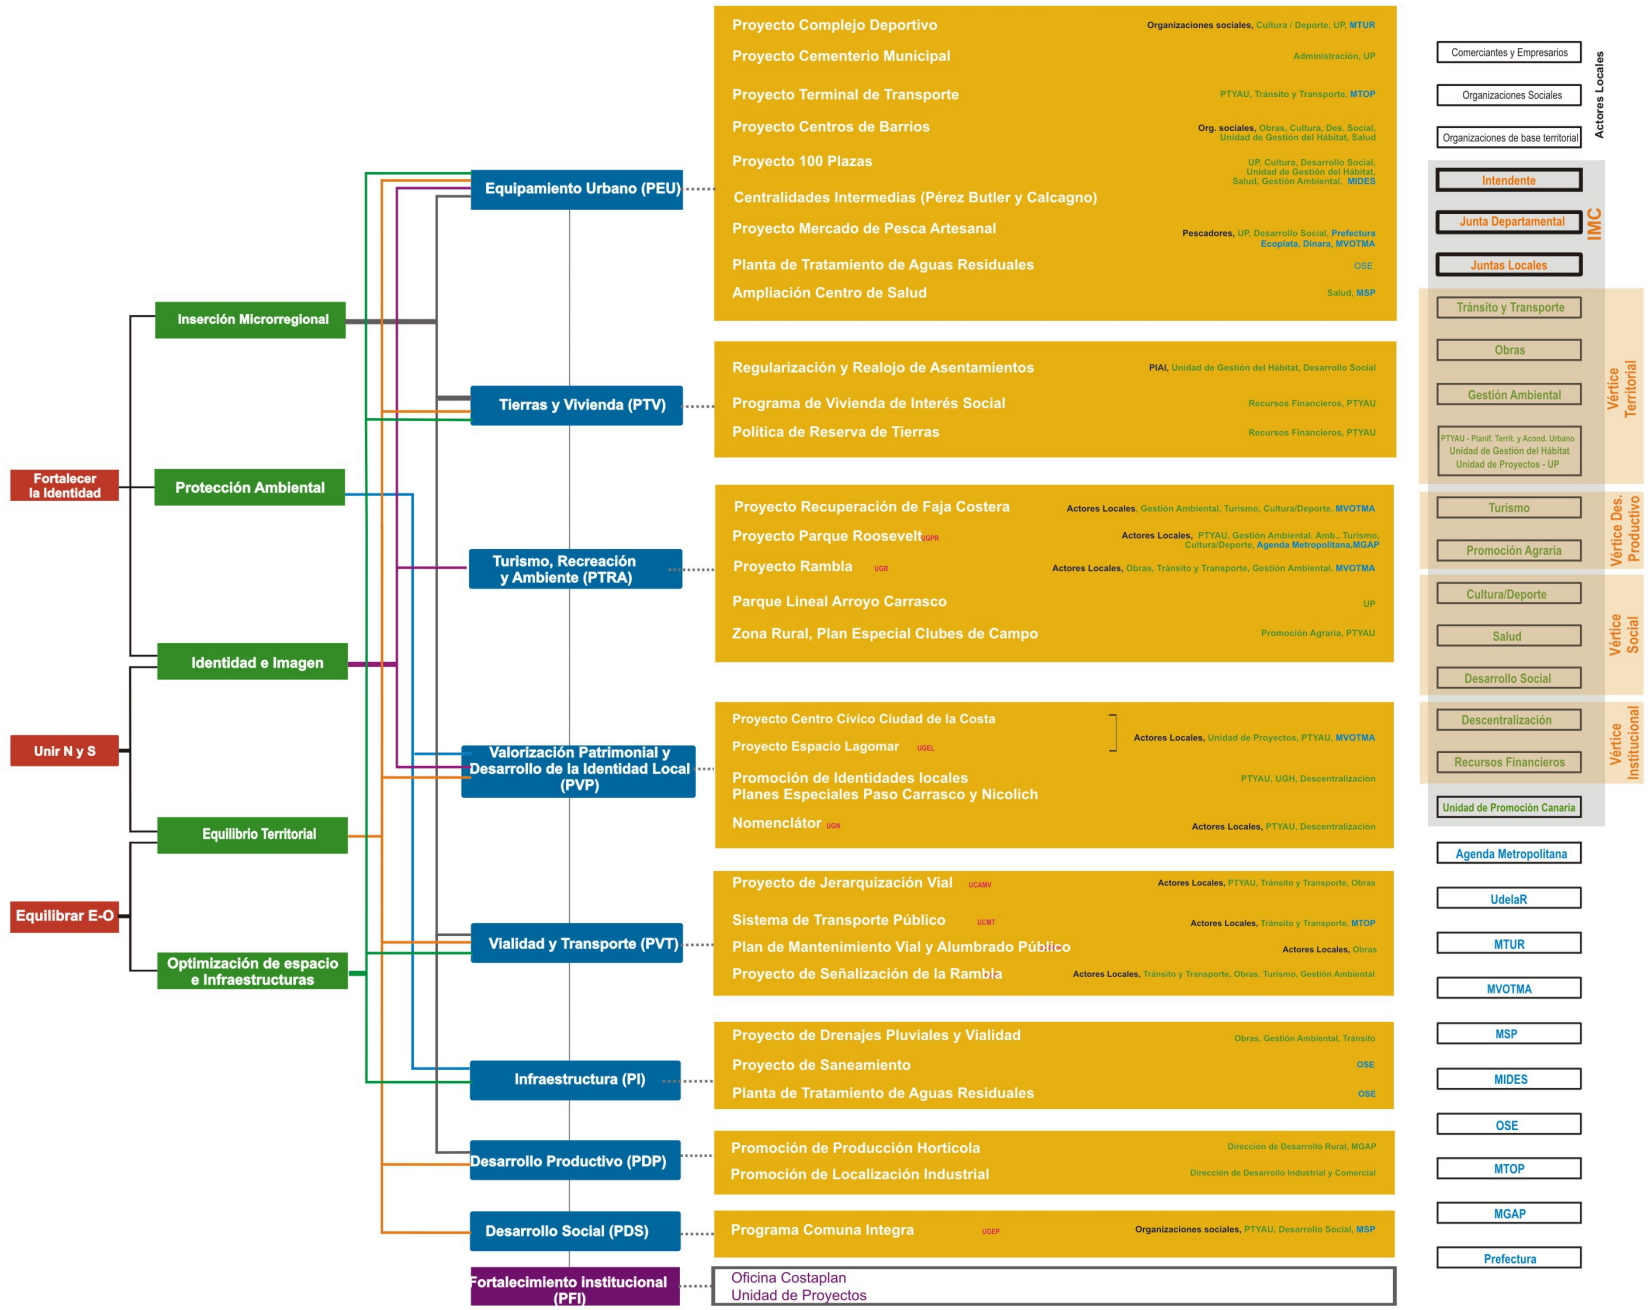 Fortalecer
la Identidad
Unir N y S
Equilibrar E-O
Inserción Microrregional
Protección Ambiental
Identidad e Imagen
Equilibrio Territorial
Optimización de espacio
e Infraestructuras
Equipamiento Urbano (PEU)
Proyecto Complejo Deportivo Organizaciones sociales, Cultura / Deporte, UP, MTUR
Proyecto Cementerio Municipal Administración, UP
Proyecto Terminal de Transporte PTYAU, Tránsito y Transporte, MTOP
Proyecto Centros de Barrios Org. sociales, Obras, Cultura, Des. Social,
Unidad de Gestión del Hábitat, Salud
Proyecto 100 Plazas UP, Cultura, Desarrollo Social,
Unidad de Gestión del Hábitat,
Salud, Gestión Ambiental, MIDES
Centralidades Intermedias (Pérez Butler y Calcagno)
Proyecto Mercado de Pesca Artesanal Pescadores, UP, Desarrollo Social, Prefectura
Ecoplata, Dinara, MVOTMA
Planta de Tratamiento de Aguas Residuales OSE
Ampliación Centro de Salud Salud, MSP
Tierras y Vivienda (PTV)
Regularización y Realojo de Asentamientos PIAI, Unidad de Gestión del Hábitat, Desarrollo Social
Programa de Vivienda de Interés Social Recursos Financieros, PTYAU
Política de Reserva de Tierras Recursos Financieros, PTYAU
Turismo, Recreación
y Ambiente (PTRA)
Proyecto Recuperación de Faja Costera Actores Locales, Gestión Ambiental, Turismo, Cultura/Deporte, MVOTMA
Proyecto Parque Roosevelt UGPR Actores Locales, PTYAU, Gestión Ambiental. Amb., Turismo,
Cultura/Deporte, Agenda Metropolitana,MGAP
Proyecto Rambla UGR Actores Locales, Obras, Tránsito y Transporte, Gestión Ambiental, MVOTMA
Parque Lineal Arroyo Carrasco UP
Zona Rural, Plan Especial Clubes de Campo Promoción Agraria, PTYAU
Valorización Patrimonial y
Desarrollo de la Identidad Local
(PVP)
Proyecto Centro Cívico Ciudad de la Costa
Proyecto Espacio Lagomar UGEL Actores Locales, Unidad de Proyectos, PTYAU, MVOTMA
Promoción de Identidades locales PTYAU, UGH, Descentralización
Planes Especiales Paso Carrasco y Nicolich
Nomenclátor UGN Actores Locales, PTYAU, Descentralización
Vialidad y Transporte (PVT)
Proyecto de Jerarquización Vial UCAMV Actores Locales, PTYAU, Tránsito y Transporte, Obras
Sistema de Transporte Público UCMT Actores Locales, Tránsito y Transporte, MTOP
Plan de Mantenimiento Vial y Alumbrado Público Actores Locales, Obras
Proyecto de Señalización de la Rambla Actores Locales, Tránsito y Transporte, Obras, Turismo, Gestión Ambiental
Infraestructura (PI)
Proyecto de Drenajes Pluviales y Vialidad Obras, Gestión Ambiental, Tránsito
Proyecto de Saneamiento OSE
Planta de Tratamiento de Aguas Residuales OSE
Desarrollo Productivo (PDP)
Promoción de Producción Hortícola Dirección de Desarrollo Rural, MGAP
Promoción de Localización Industrial Dirección de Desarrollo Industrial y Comercial
Desarrollo Social (PDS)
Programa Comuna Integra UGEP Organizaciones sociales, PTYAU, Desarrollo Social, MSP
Fortalecimiento institucional
(PFI)
Oficina Costaplan
Unidad de Proyectos
Comerciantes y Empresarios
Organizaciones Sociales
Organizaciones de base territorial
Actores Locales
Intendente
Junta Departamental
Juntas Locales
IMC
Tránsito y Transporte
Obras
Gestión Ambiental
PTYAU - Planif. Territ. y Acond. Urbano
Unidad de Gestión del Hábitat
Unidad de Proyectos - UP
Vértice
Territorial
Turismo
Promoción Agraria
Vértice Des.
Productivo
Cultura/Deporte
Salud
Desarrollo Social
Vértice
Social
Descentralización
Recursos Financieros
Vértice
Institucional
Unidad de Promoción Canaria
Agenda Metropolitana
UdelaR
MTUR
MVOTMA
MSP
MIDES
OSE
MTOP
MGAP
Prefectura